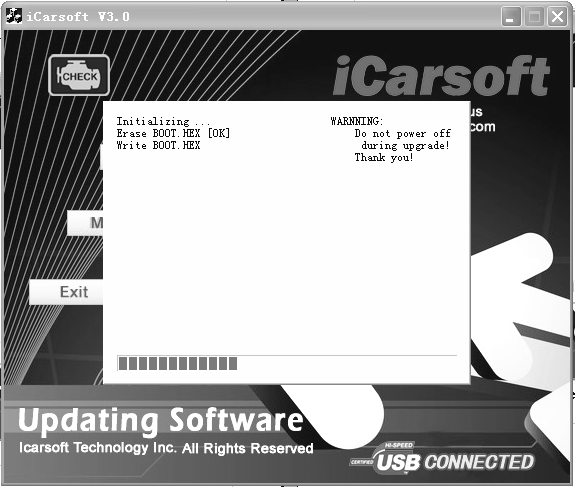 iCarsoft V3.0
CHECK
iCarsoft
us
com
Initializing ...
Erase BOOT.HEX [OK]
Write BOOT.HEX
WARNNING:
Do not power off
during upgrade!
Thank you!
M
Exit
Updating Software
Icarsoft Technology Inc. All Rights Reserved
HI-SPEED
CERTIFIED USB CONNECTED